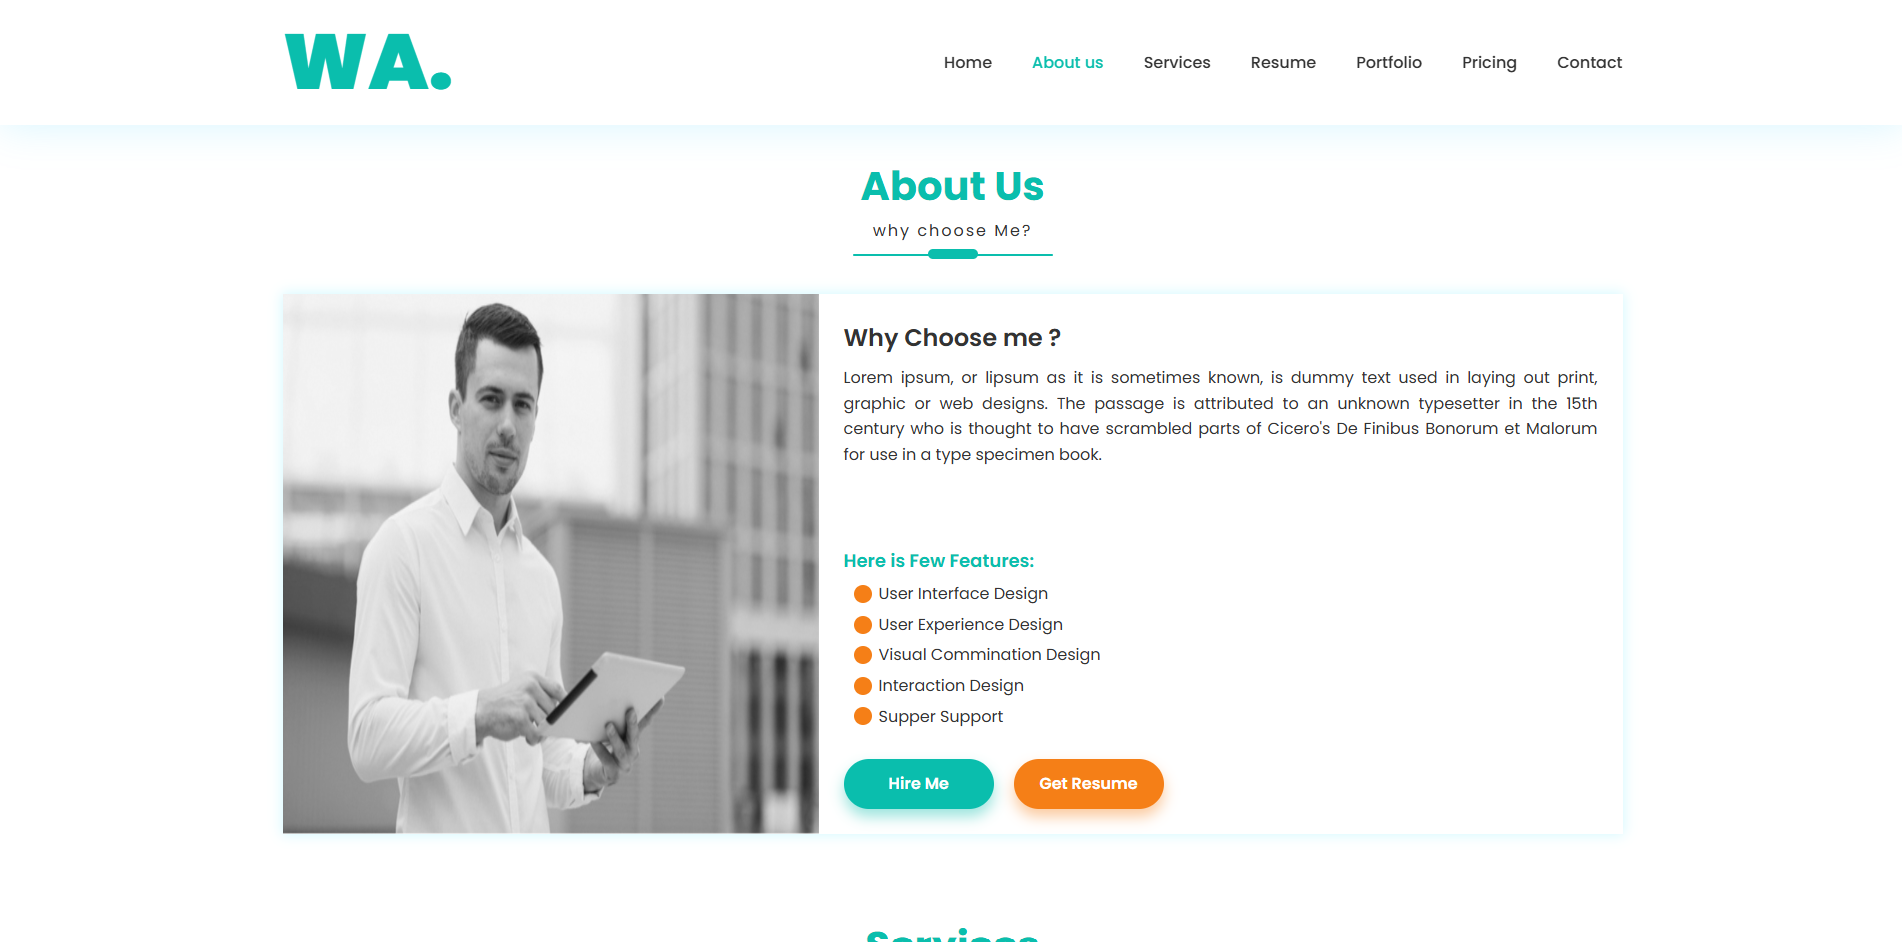 WA.
Home About us Services Resume Portfolio Pricing Contact
About Us
why choose Me?
Why Choose me ?
Lorem ipsum, or lipsum as it is sometimes known, is dummy text used in laying out print,
graphic or web designs. The passage is attributed to an unknown typesetter in the 15th
century who is thought to have scrambled parts of Cicero's De Finibus Bonorum et Malorum
for use in a type specimen book.
Here is Few Features:
User Interface Design
User Experience Design
Visual Commination Design
Interaction Design
Supper Support
Hire Me Get Resume
Services